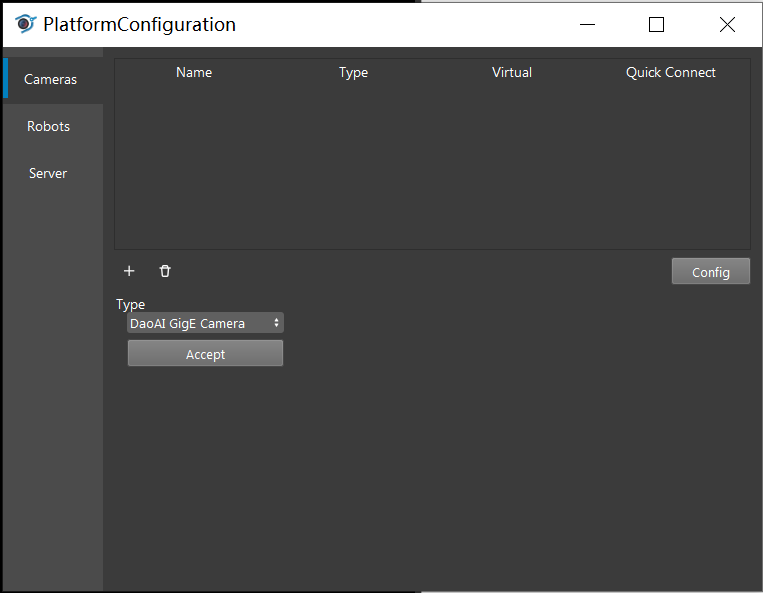 PlatformConfiguration
Cameras
Robots
Server
Name Type Virtual Quick Connect
Config
Type
DaoAI GigE Camera
Accept